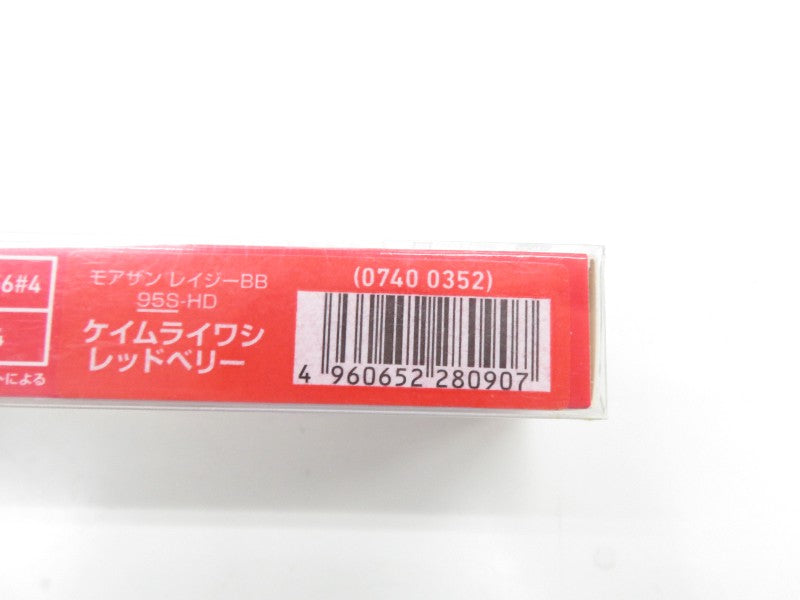 6#4
モアザン レイジーBB
95S-HD
ケイムライワシ
レッドベリー
による
(0740 0352)
4 960652 280907